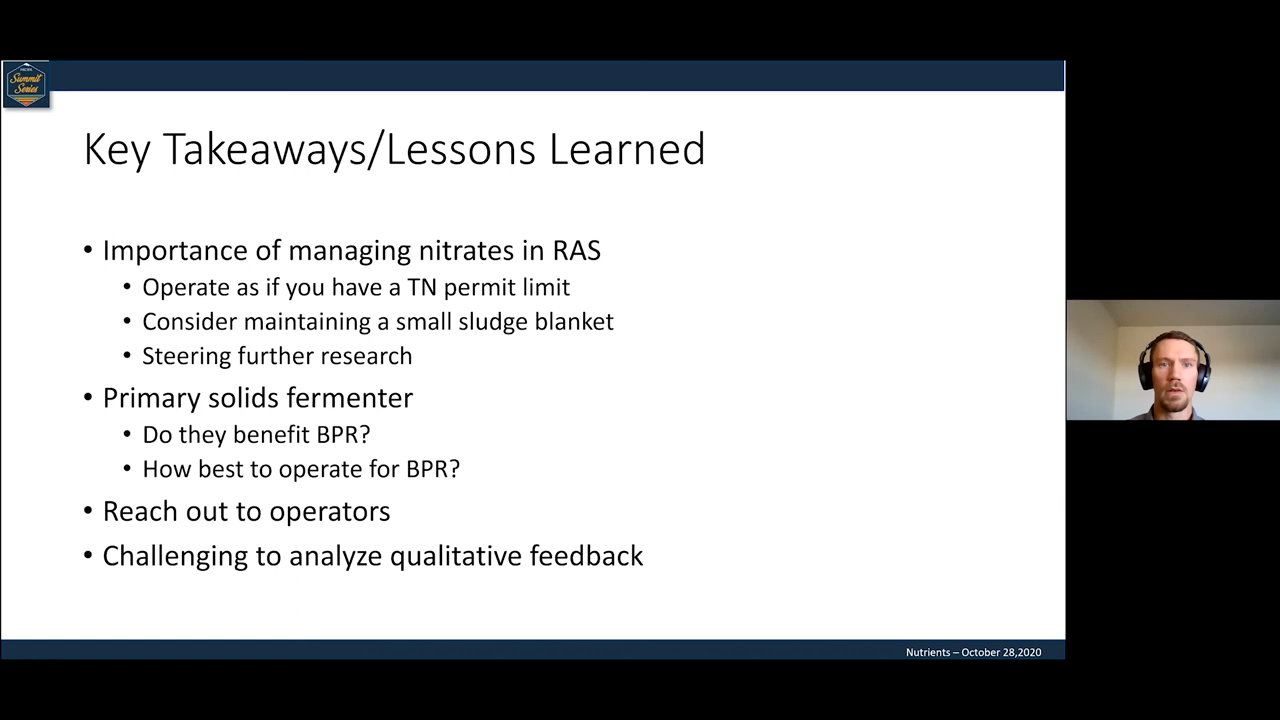 Summit
Series
Key Takeaways/Lessons Learned
• Importance of managing nitrates in RAS
• Operate as if you have a TN permit limit
• Consider maintaining a small sludge blanket
• Steering further research
• Primary solids fermenter
• Do they benefit BPR?
• How best to operate for BPR?
• Reach out to operators
• Challenging to analyze qualitative feedback
Nutrients – October 28,2020